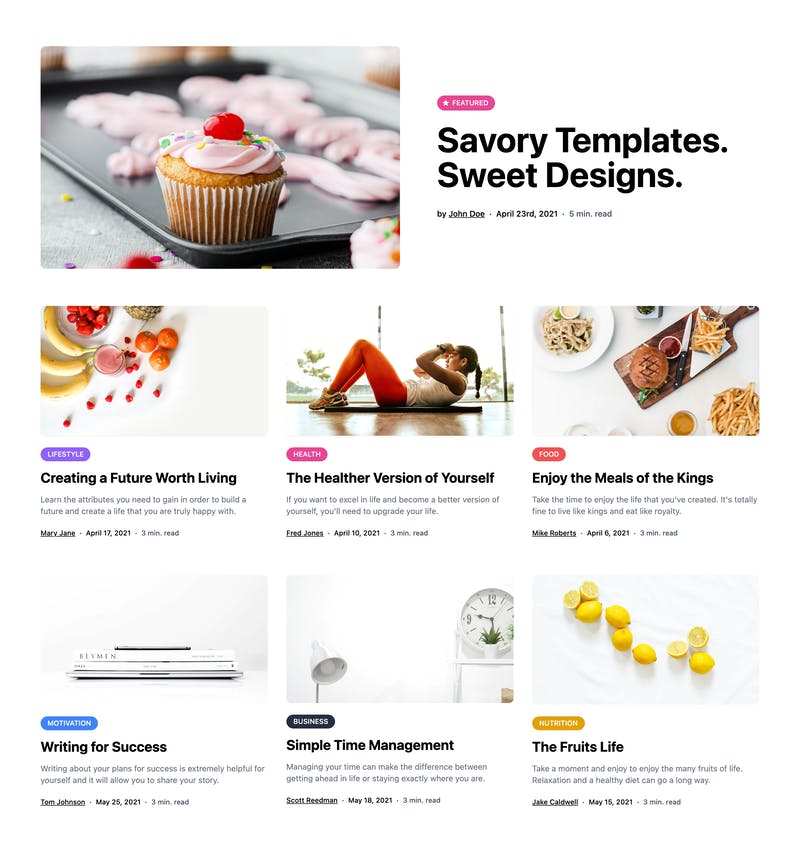 FEATURED
Savory Templates.
Sweet Designs.
by John Doe · April 23rd, 2021 · 5 min. read
LIFESTYLE
Creating a Future Worth Living
Learn the attributes you need to gain in order to build a
future and create a life that you are truly happy with.
Mary Jane · April 17, 2021 · 3 min. read
HEALTH
The Healther Version of Yourself
If you want to excel in life and become a better version of
yourself, you'll need to upgrade your life.
Fred Jones · April 10, 2021 · 3 min. read
FOOD
Enjoy the Meals of the Kings
Take the time to enjoy the life that you've created. It's totally
fine to live like kings and eat like royalty.
Mike Roberts · April 6, 2021 · 3 min. read
BEYMEN
MOTIVATION
Writing for Success
Writing about your plans for success is extremely helpful for
yourself and it will allow you to share your story.
Tom Johnson · May 25, 2021 · 3 min. read
BUSINESS
Simple Time Management
Managing your time can make the difference between
getting ahead in life or staying exactly where you are.
Scott Reedman · May 18, 2021 · 3 min. read
NUTRITION
The Fruits Life
Take a moment and enjoy to enjoy the many fruits of life.
Relaxation and a healthy diet can go a long way.
Jake Caldwell · May 15, 2021 · 3 min. read